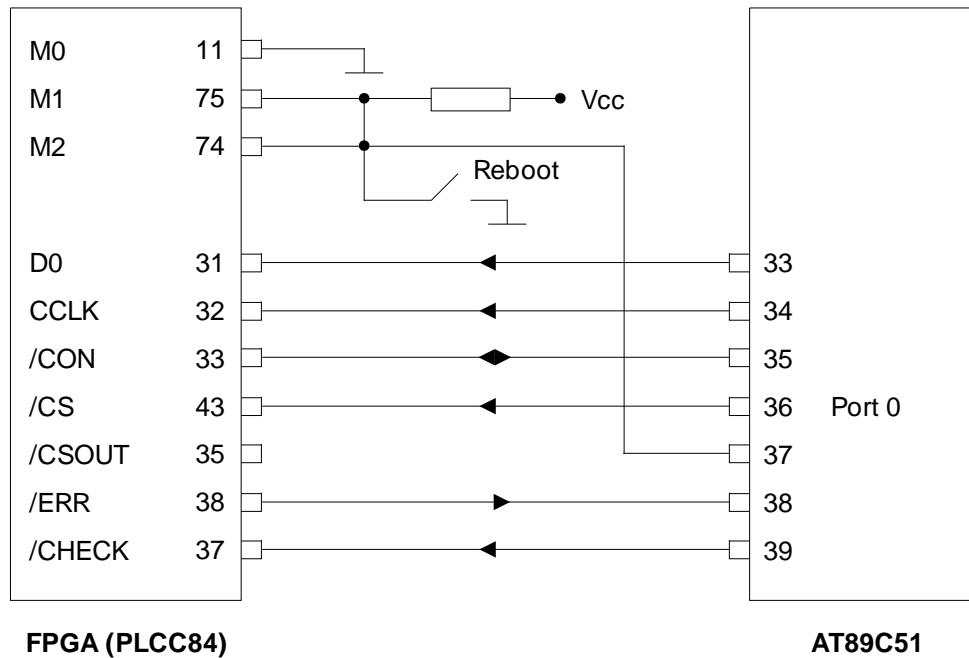 M0 11
M1 75 Vcc
M2 74
Reboot
D0 31 33
CCLK 32 34
/CON 33 35
/CS 43 36 Port 0
/CSOUT 35 37
/ERR 38 38
/CHECK 37 39
FPGA (PLCC84) AT89C51